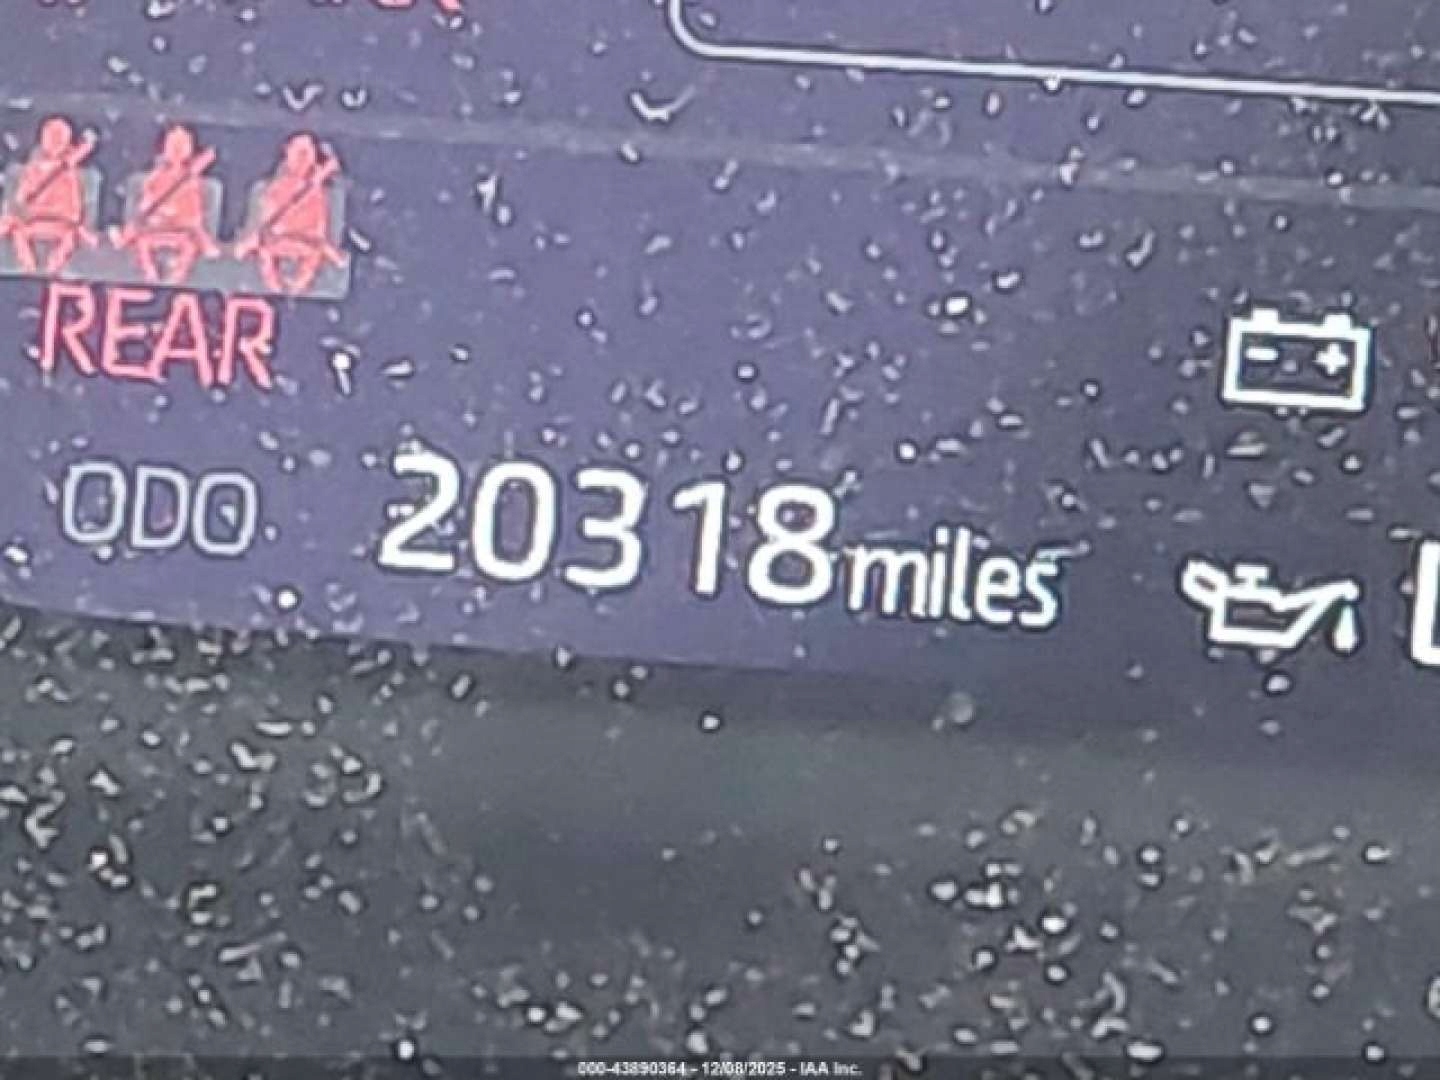 REAR
ODO 20318 miles
000-43890364 - 12/08/2025 - IAA Inc.